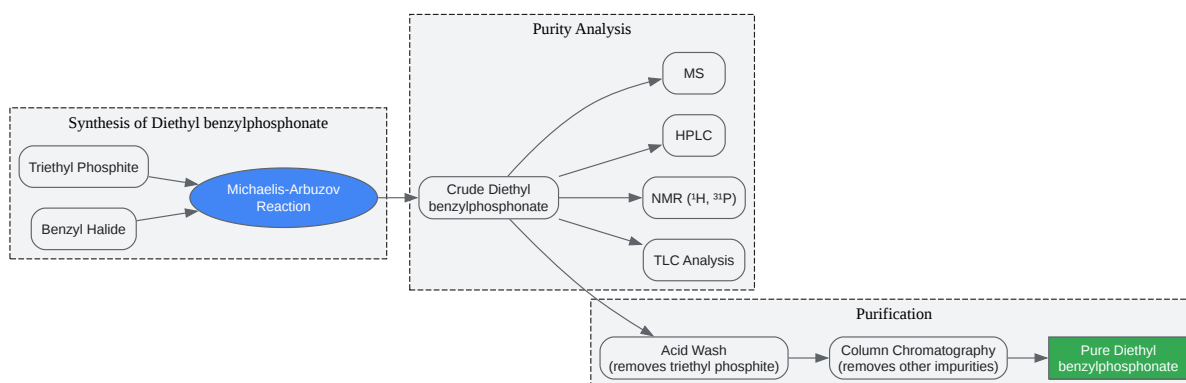 Purity Analysis
MS
HPLC
NMR (¹H, ³¹P)
TLC Analysis
Crude Diethyl
benzylphosphonate
Synthesis of Diethyl benzylphosphonate
Triethyl Phosphite
Benzyl Halide
Michaelis-Arbuzov
Reaction
Purification
Acid Wash
(removes triethyl phosphite)
Column Chromatography
(removes other impurities)
Pure Diethyl
benzylphosphonate